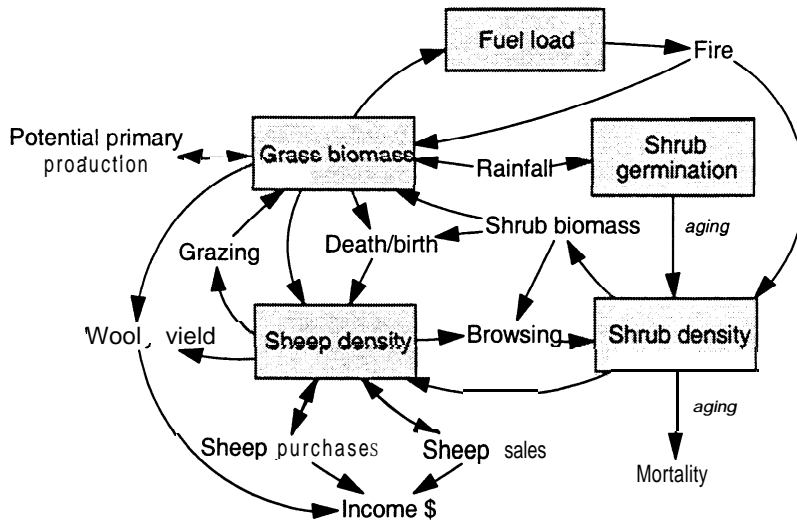 Fuel load
Fire
Potential primary
production
Grass biomass
Rainfall
Shrub
germination
Shrub biomass
aging
Grazing
Death/birth
Wool yield
Sheep density
Browsing
Shrub density
aging
Sheep purchases
Sheep sales
Mortality
Income $